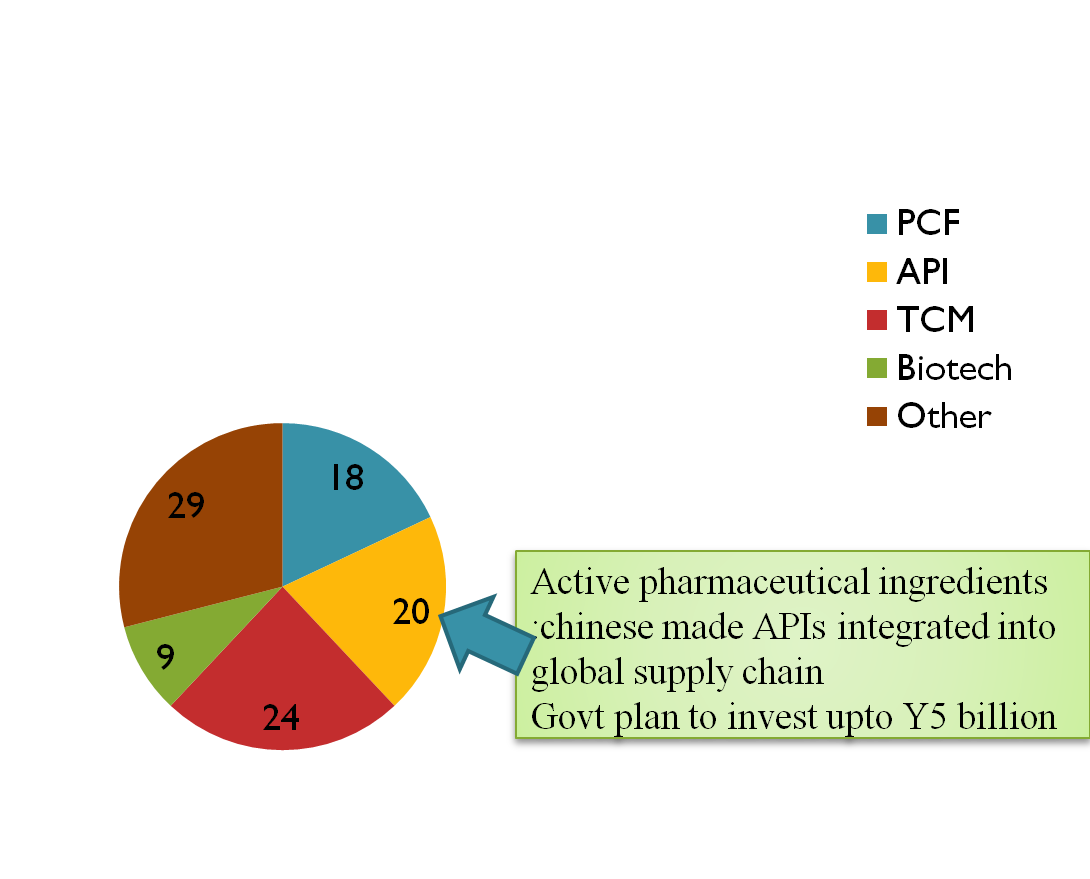 PCF
API
TCM
Biotech
Other
18
29
20
9
24
Active pharmaceutical ingredients
:chinese made APIs integrated into
global supply chain
Govt plan to invest upto Y5 billion